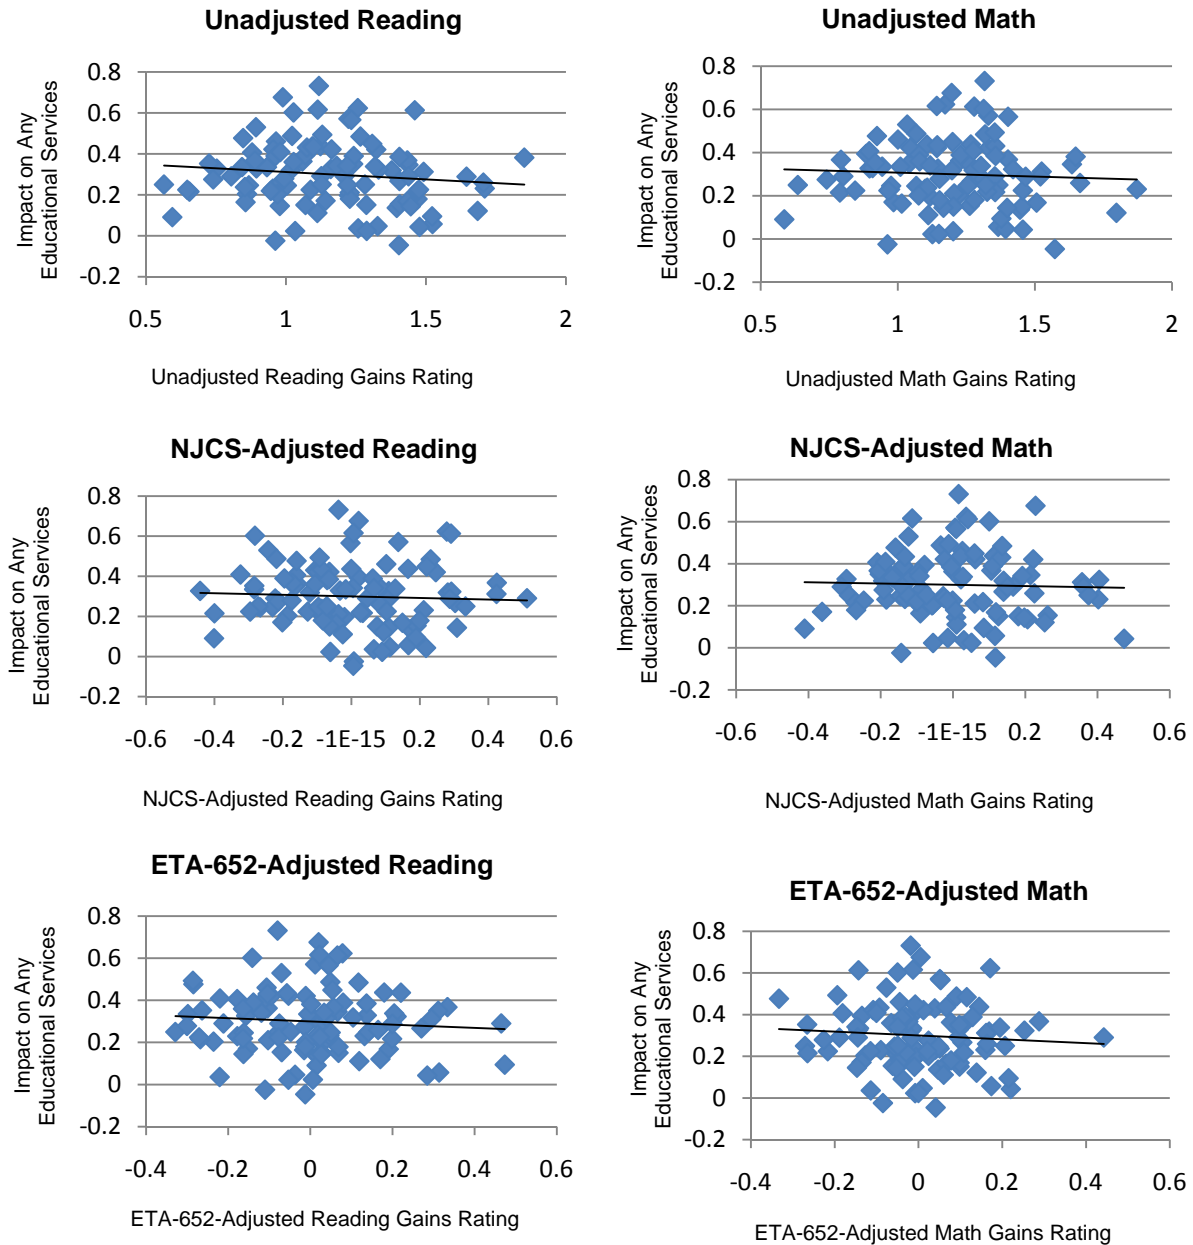 Unadjusted Reading
Impact on Any
Educational Services
0.8
0.6
0.4
0.2
0
-0.2
0.5 1 1.5 2
Unadjusted Reading Gains Rating
Unadjusted Math
Impact on Any
Educational Services
0.8
0.6
0.4
0.2
0
-0.2
0.5 1 1.5 2
Unadjusted Math Gains Rating
NJCS-Adjusted Reading
Impact on Any
Educational Services
0.8
0.6
0.4
0.2
0
-0.2
-0.6 -0.4 -0.2 -1E-15 0.2 0.4 0.6
NJCS-Adjusted Reading Gains Rating
NJCS-Adjusted Math
Impact on Any
Educational Services
0.8
0.6
0.4
0.2
0
-0.2
-0.6 -0.4 -0.2 -1E-15 0.2 0.4 0.6
NJCS-Adjusted Math Gains Rating
ETA-652-Adjusted Reading
Impact on Any
Educational Services
0.8
0.6
0.4
0.2
0
-0.2
-0.4 -0.2 0 0.2 0.4 0.6
ETA-652-Adjusted Reading Gains Rating
ETA-652-Adjusted Math
Impact on Any
Educational Services
0.8
0.6
0.4
0.2
0
-0.2
-0.4 -0.2 0 0.2 0.4 0.6
ETA-652-Adjusted Math Gains Rating